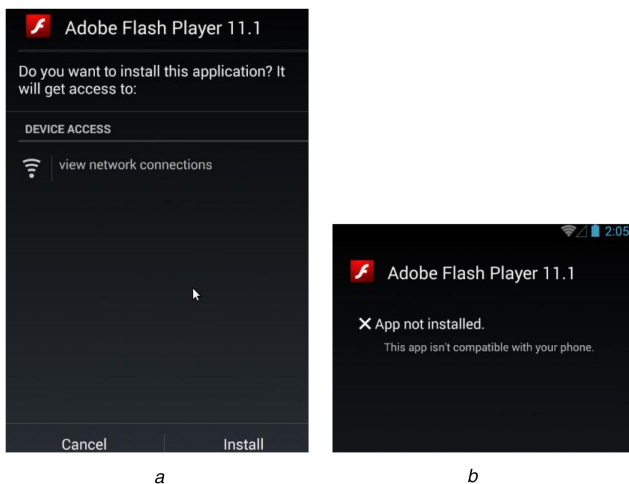 Adobe Flash Player 11.1
Do you want to install this application? It
will get access to:
DEVICE ACCESS
view network connections
Cancel
Install
a
2:05
Adobe Flash Player 11.1
App not installed.
This app isn't compatible with your phone.
b